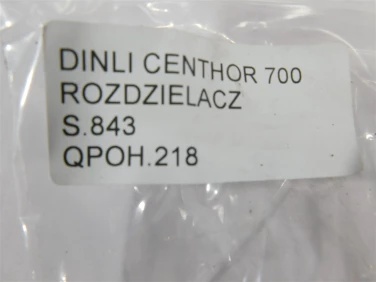 DINLI CENTHOR 700
ROZDZIELACZ
S.843
QPOH.218